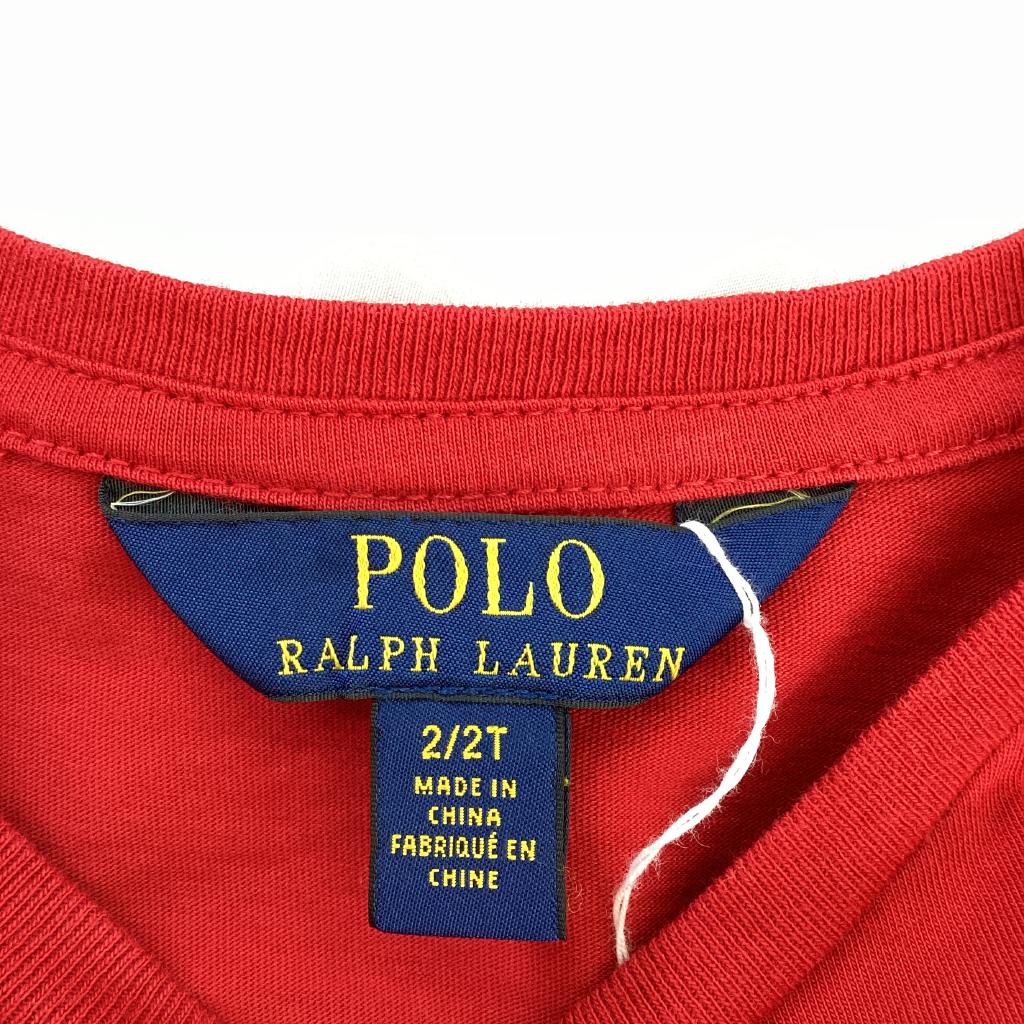 POLO
RALPH LAUREN
2/2T
MADE IN
CHINA
FABRIQUÉ EN
CHINE